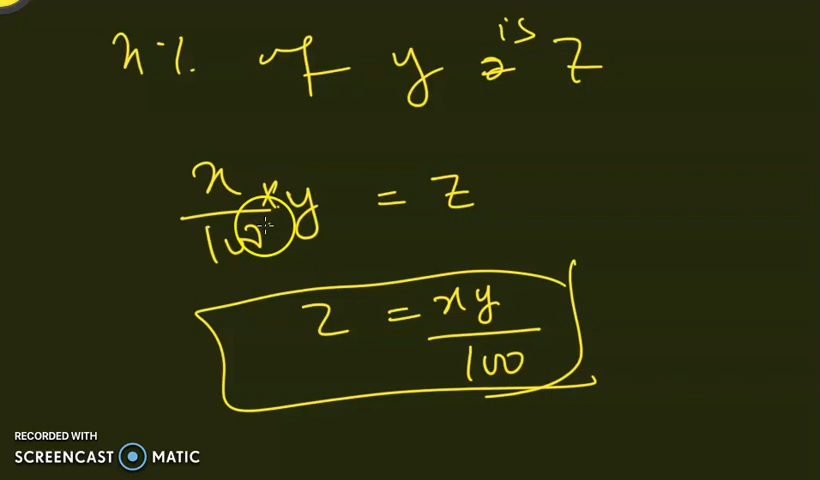 x % of y is z
x/100 × y = z
z = xy/100
RECORDED WITH
SCREENCAST MATIC